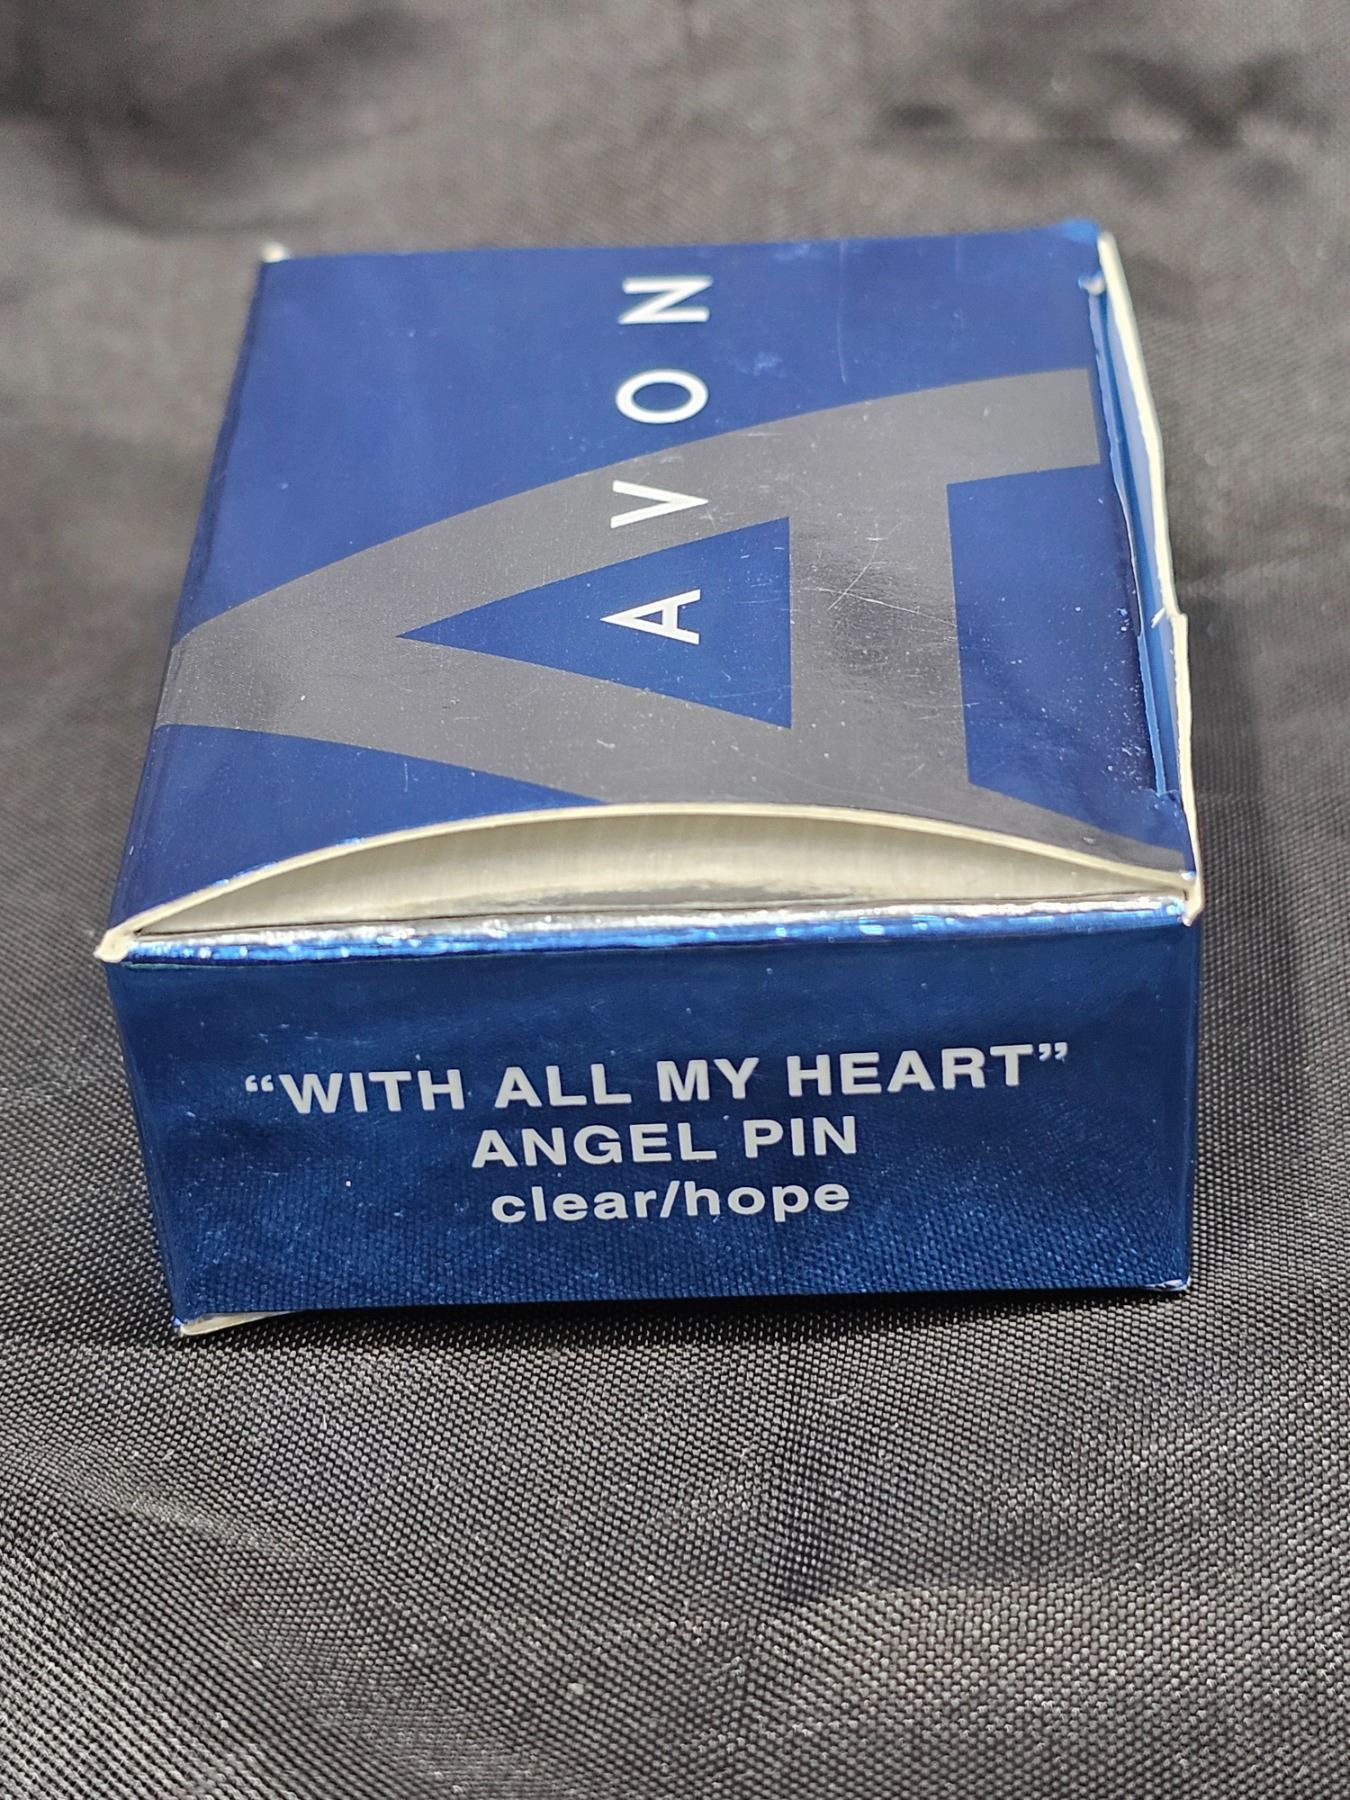 AVON
“WITH ALL MY HEART”
ANGEL PIN
clear/hope